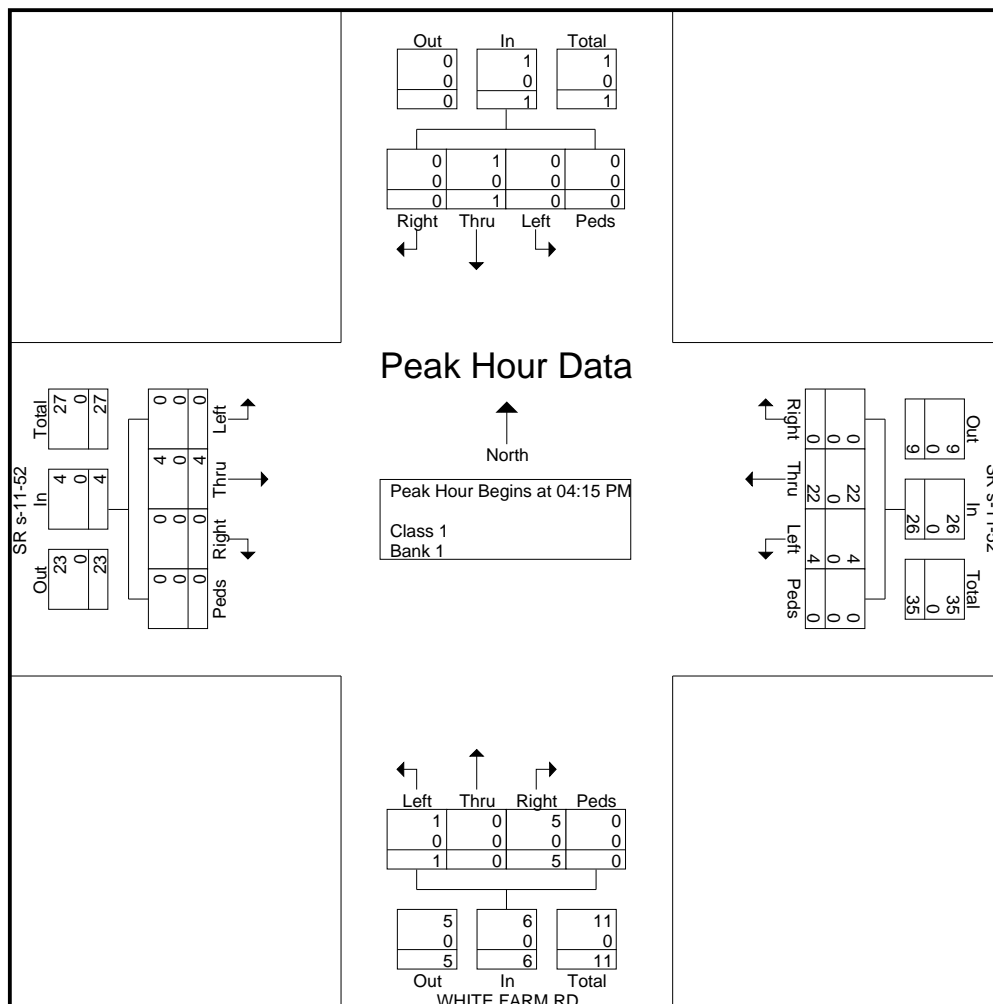 Out In Total
0 1 1
0 0 0
0 1 1
0 1 0 0
0 0 0 0
0 1 0 0
Right Thru Left Peds
Peak Hour Data
North
Peak Hour Begins at 04:15 PM
Class 1
Bank 1
SR s-11-52
Out In Total
23 4 27
0 0 0
23 4 27
0 0 4 0
0 0 0 0
0 0 4 0
Peds Right Thru Left
SR s-11-52
Out In Total
9 26 35
0 0 0
9 26 35
0 22 4 0
0 0 0 0
0 22 4 0
Right Thru Left Peds
Left Thru Right Peds
1 0 5 0
0 0 0 0
1 0 5 0
5 6 11
0 0 0
5 6 11
Out In Total
WHITE FARM RD